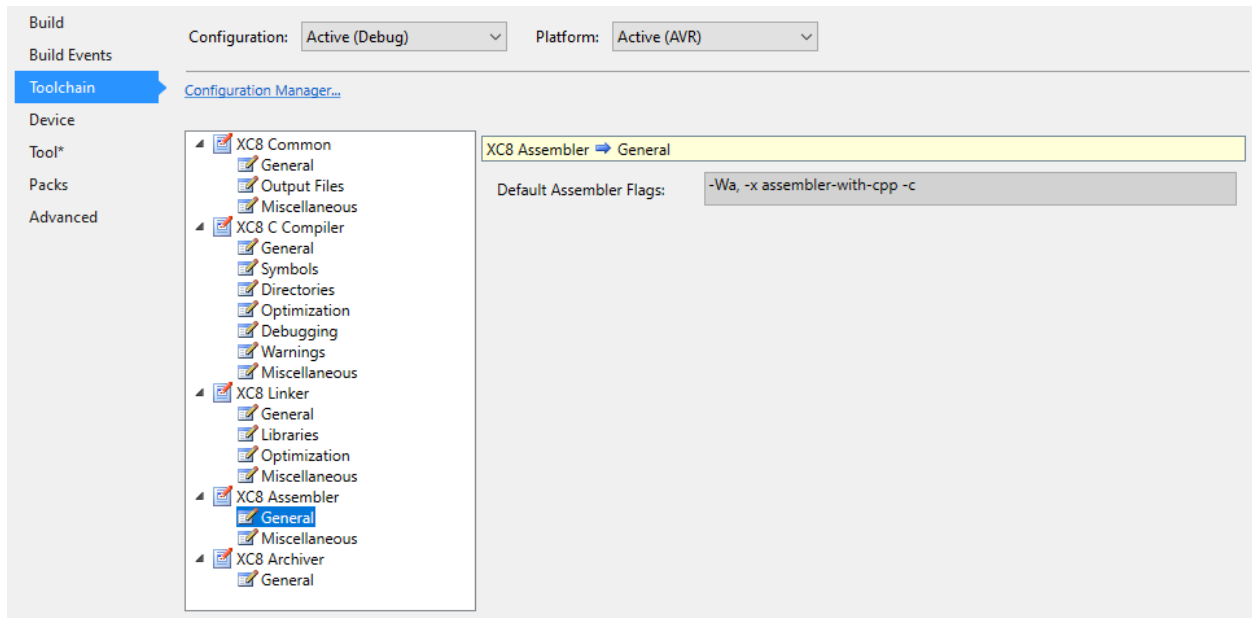 Build
Build Events
Toolchain
Device
Tool*
Packs
Advanced
Configuration: Active (Debug) Platform: Active (AVR)
Configuration Manager...
XC8 Common
General
Output Files
Miscellaneous
XC8 C Compiler
General
Symbols
Directories
Optimization
Debugging
Warnings
Miscellaneous
XC8 Linker
General
Libraries
Optimization
Miscellaneous
XC8 Assembler
General
Miscellaneous
XC8 Archiver
General
XC8 Assembler General
Default Assembler Flags: -Wa, -x assembler-with-cpp -c